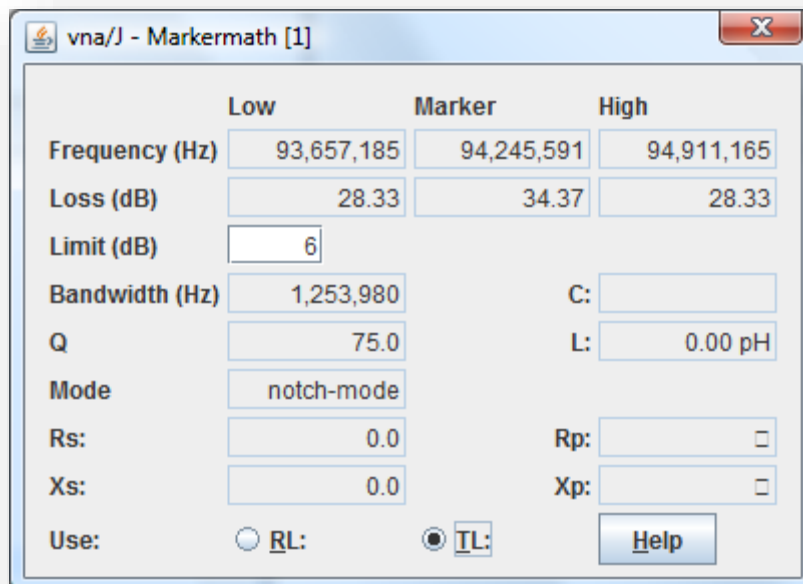 vna/J - Markermath [1]
Low Marker High
Frequency (Hz) 93,657,185 94,245,591 94,911,165
Loss (dB) 28.33 34.37 28.33
Limit (dB) 6
Bandwidth (Hz) 1,253,980 C:
Q 75.0 L: 0.00 pH
Mode notch-mode
Rs: 0.0 Rp: □
Xs: 0.0 Xp: □
Use: RL: TL: Help